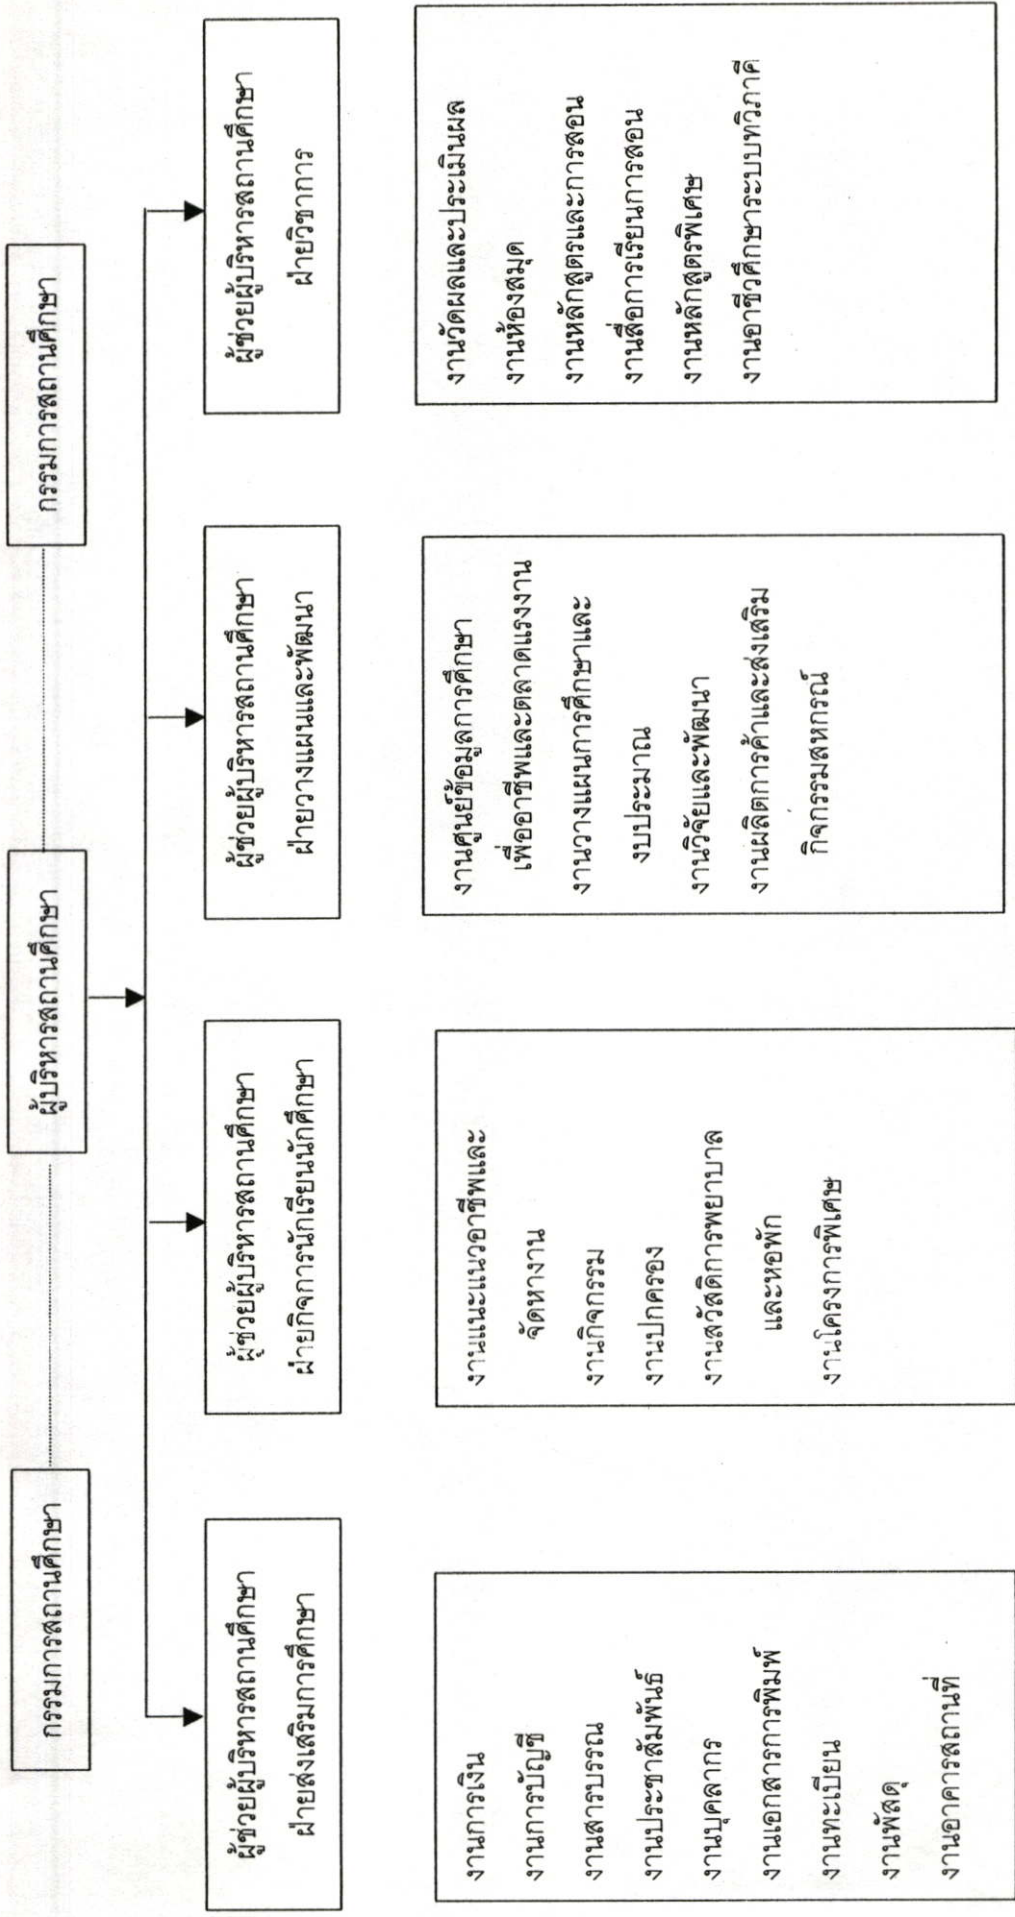 กรรมการสถานศึกษา
ผู้บริหารสถานศึกษา
กรรมการสถานศึกษา
ผู้ช่วยผู้บริหารสถานศึกษา
ฝ่ายส่งเสริมการศึกษา
ผู้ช่วยผู้บริหารสถานศึกษา
ฝ่ายกิจการนักเรียนนักศึกษา
ผู้ช่วยผู้บริหารสถานศึกษา
ฝ่ายวางแผนและพัฒนา
ผู้ช่วยผู้บริหารสถานศึกษา
ฝ่ายวิชาการ
งานการเงิน
งานการบัญชี
งานสารบรรณ
งานประชาสัมพันธ์
งานบุคลากร
งานเอกสารการพิมพ์
งานทะเบียน
งานพัสดุ
งานอาคารสถานที่
งานแนะแนวอาชีพและ
จัดหางาน
งานกิจกรรม
งานปกครอง
งานสวัสดิการพยาบาล
และหอพัก
งานโครงการพิเศษ
งานศูนย์ข้อมูลการศึกษา
เพื่ออาชีพและตลาดแรงงาน
งานวางแผนการศึกษาและ
งบประมาณ
งานวิจัยและพัฒนา
งานผลิตการค้าและส่งเสริม
กิจกรรมสหกรณ์
งานวัดผลและประเมินผล
งานห้องสมุด
งานหลักสูตรและการสอน
งานสื่อการเรียนการสอน
งานหลักสูตรพิเศษ
งานอาชีวศึกษาระบบทวิภาคี